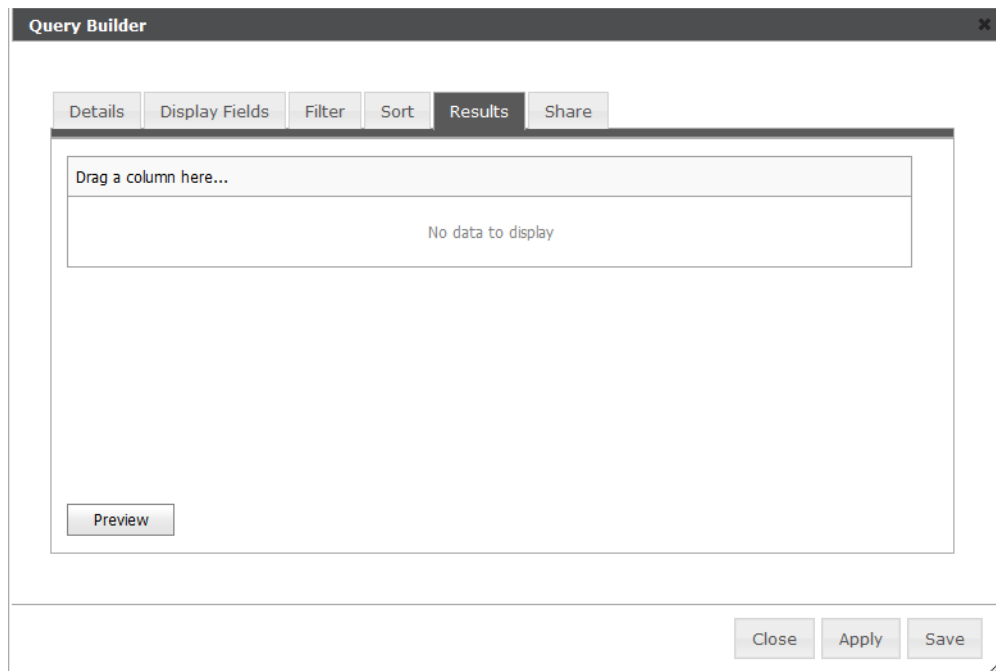 Query Builder
Details Display Fields Filter Sort Results Share
Drag a column here...
No data to display
Preview
Close Apply Save